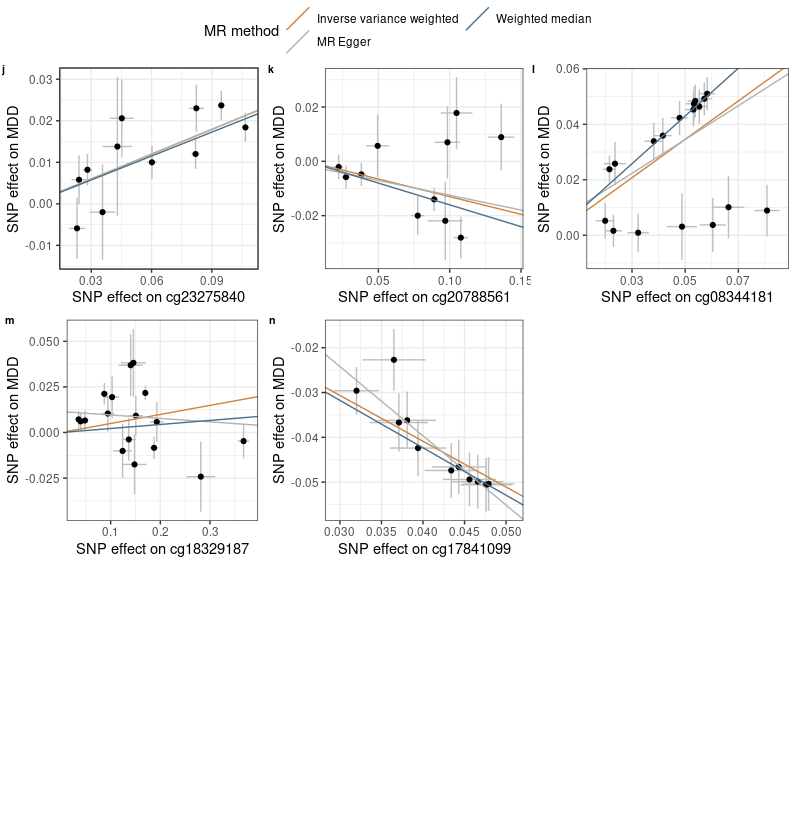 MR method
Inverse variance weighted
Weighted median
MR Egger
j
SNP effect on MDD
0.03
0.02
0.01
0.00
-0.01
0.03
0.06
0.09
SNP effect on cg23275840
k
SNP effect on MDD
0.02
0.00
-0.02
0.05
0.10
0.15
SNP effect on cg20788561
l
SNP effect on MDD
0.06
0.04
0.02
0.00
0.03
0.05
0.07
SNP effect on cg08344181
m
SNP effect on MDD
0.050
0.025
0.000
-0.025
0.1
0.2
0.3
SNP effect on cg18329187
n
SNP effect on MDD
-0.02
-0.03
-0.04
-0.05
0.030
0.035
0.040
0.045
0.050
SNP effect on cg17841099